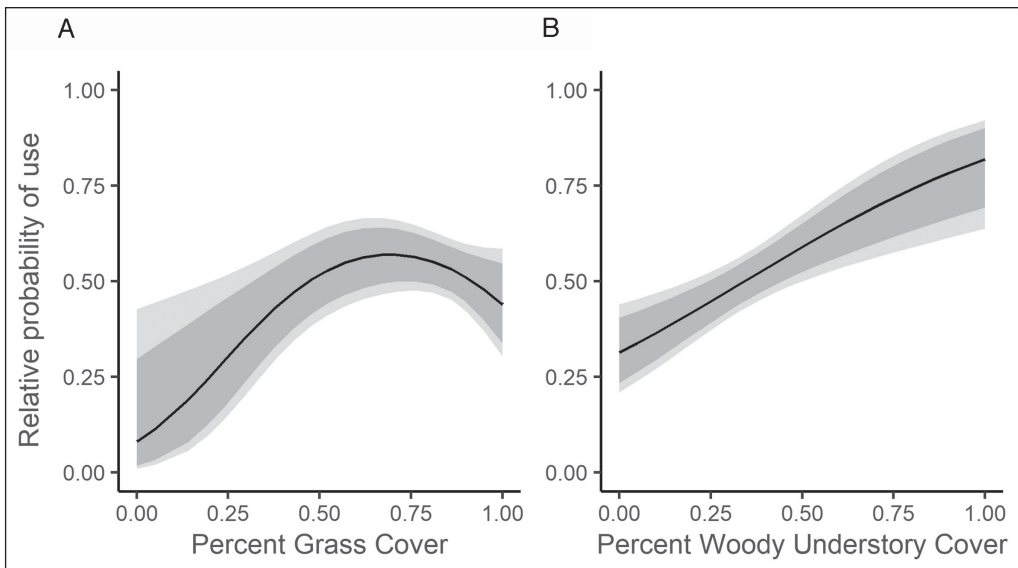 A
Relative probability of use
1.00
0.75
0.50
0.25
0.00
0.00 0.25 0.50 0.75 1.00
Percent Grass Cover
B
1.00
0.75
0.50
0.25
0.00
0.00 0.25 0.50 0.75 1.00
Percent Woody Understory Cover